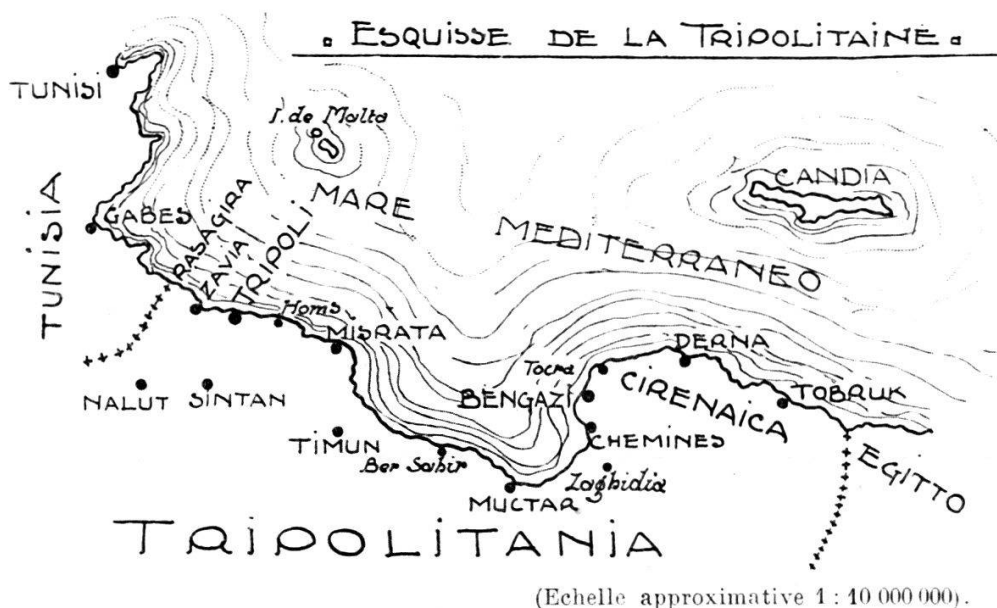 ESQUISSE DE LA TRIPOLITAINE
TUNISI
I. de Malta
CANDIA
MARE
MEDITERRANEO
TUNISIA
GABES
RASAGIRA
ZAVIA
TRIPOLI
Homs
MISRATA
DERNA
Tocra
BENGAZI
CIRENAICA
TOBRUK
NALUT
SINTAN
TIMUN
Ber Sahir
CHEMINES
Zaghidia
EGITTO
MUCTAR
TRIPOLITANIA
(Echelle approximative 1 : 10 000 000).